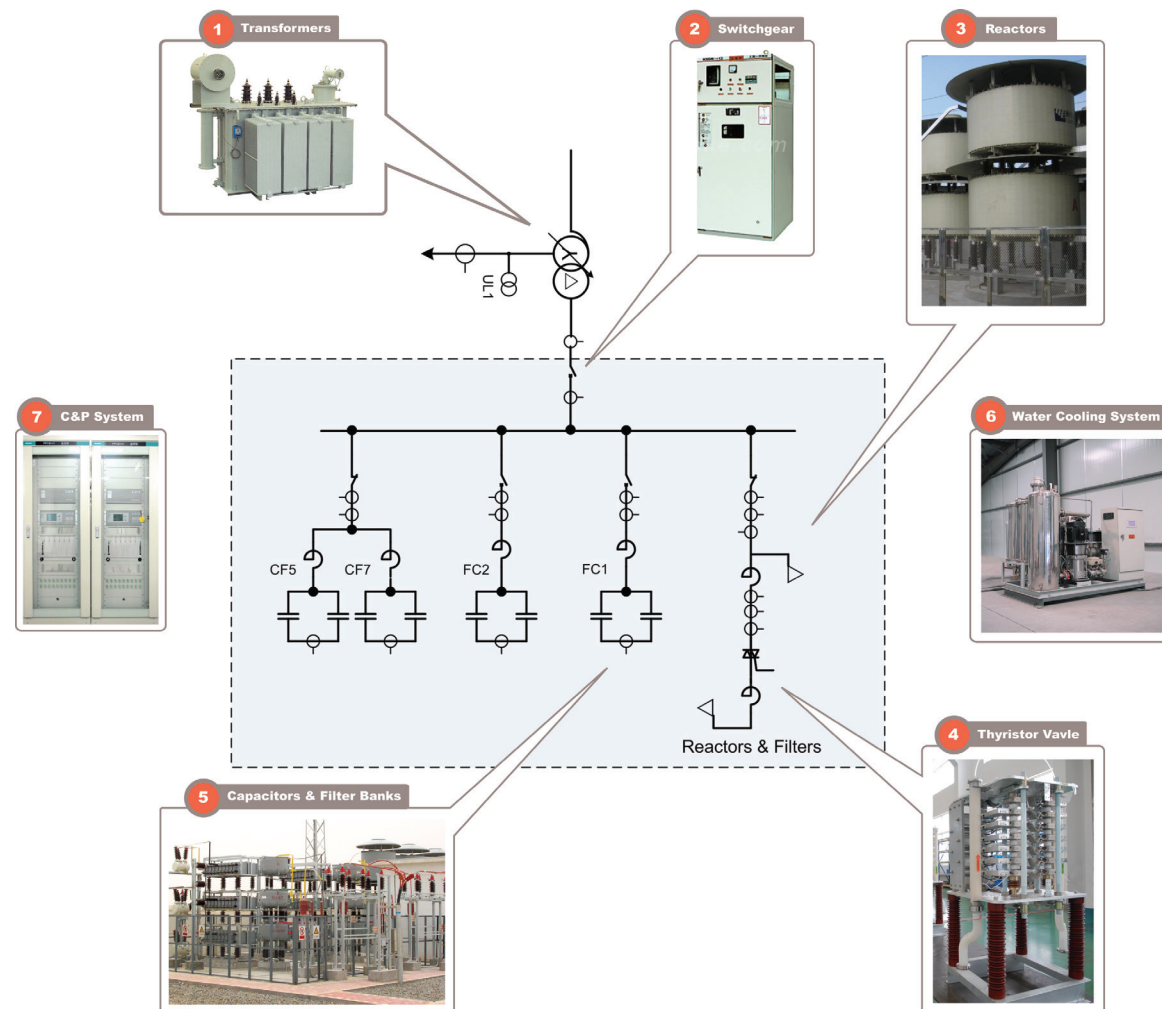 1 Transformers
2 Switchgear
3 Reactors
UL1
7 C&P System
6 Water Cooling System
CF5
CF7
FC2
FC1
Reactors & Filters
4 Thyristor Vavle
5 Capacitors & Filter Banks